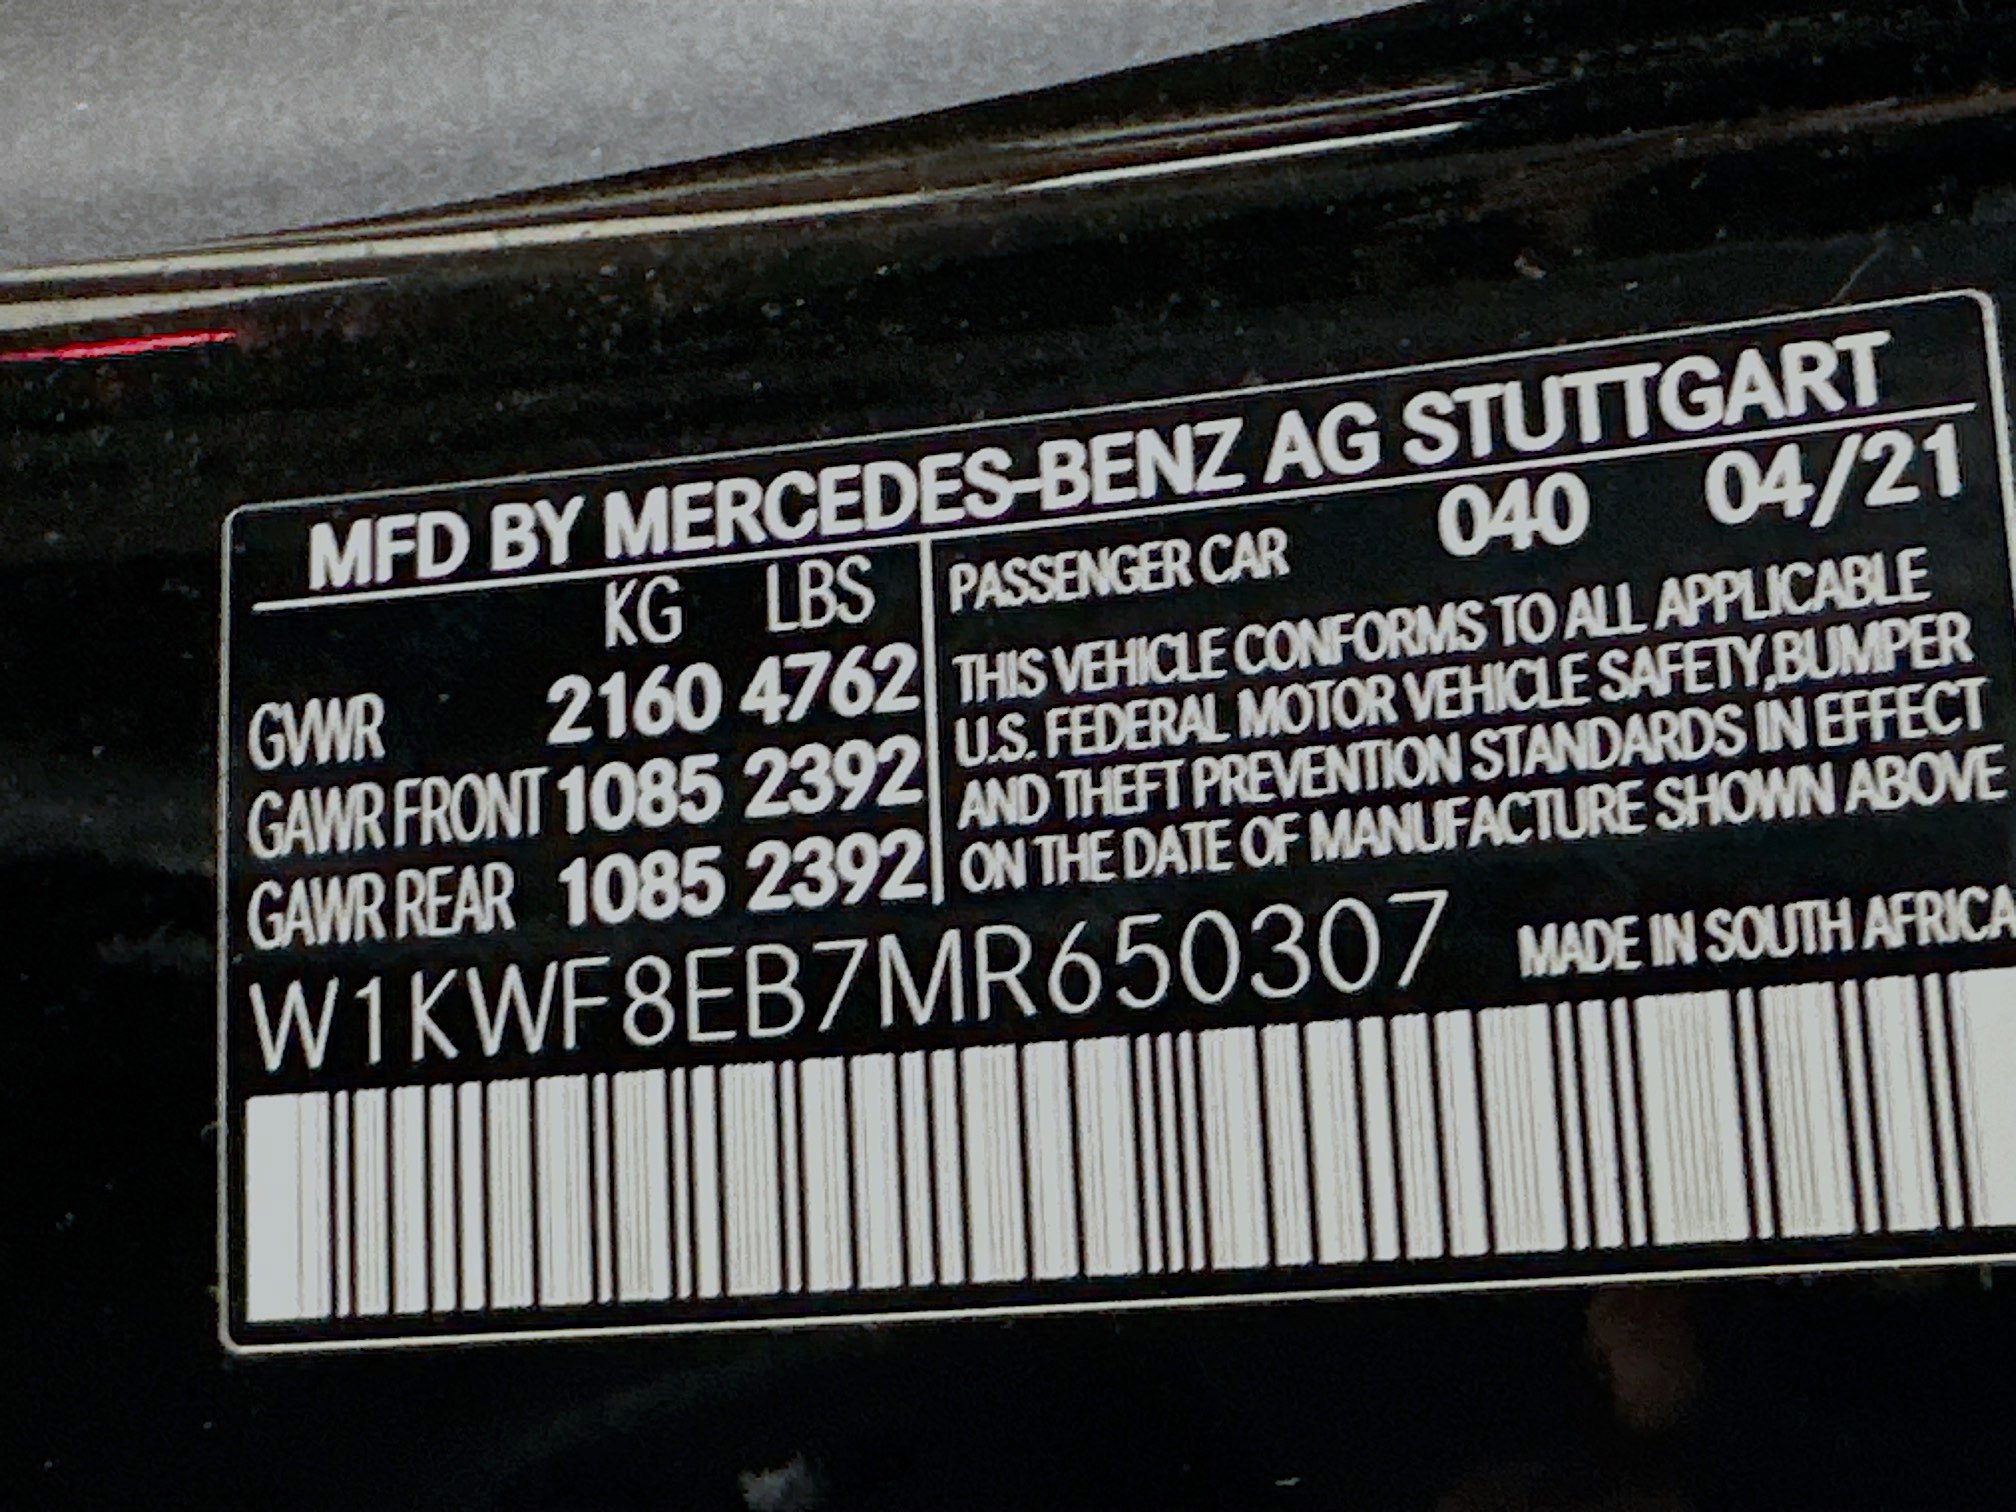 MFD BY MERCEDES-BENZ AG STUTTGART
KG LBS
GVWR 2160 4762
GAWR FRONT 1085 2392
GAWR REAR 1085 2392
PASSENGER CAR 040 04/21
THIS VEHICLE CONFORMS TO ALL APPLICABLE
U.S. FEDERAL MOTOR VEHICLE SAFETY,BUMPER
AND THEFT PREVENTION STANDARDS IN EFFECT
ON THE DATE OF MANUFACTURE SHOWN ABOVE
W1KWF8EB7MR650307 MADE IN SOUTH AFRICA